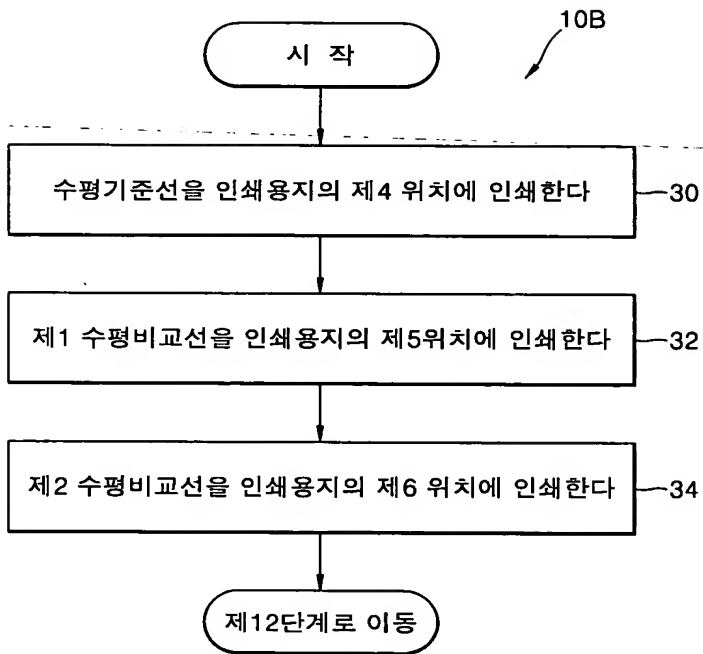 10B
시 작
수평기준선을 인쇄용지의 제4 위치에 인쇄한다
30
제1 수평비교선을 인쇄용지의 제5위치에 인쇄한다
32
제2 수평비교선을 인쇄용지의 제6 위치에 인쇄한다
34
제12단계로 이동